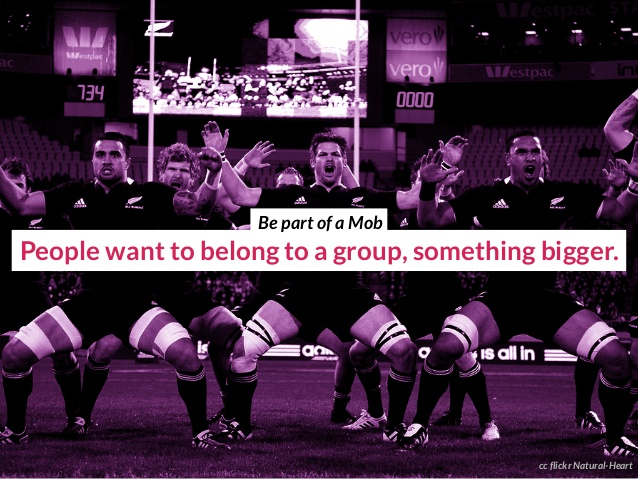 Westpac
vero
vero
Westpac
734
0000
adidas
Be part of a Mob
People want to belong to a group, something bigger.
is all in
cc flickr Natural-Heart